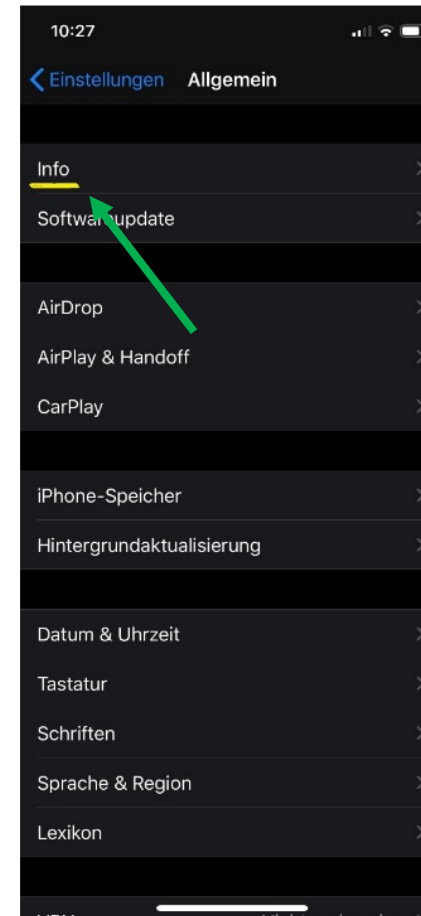 10:27
Einstellungen Allgemein
Info
Softwareupdate
AirDrop
AirPlay & Handoff
CarPlay
iPhone-Speicher
Hintergrundaktualisierung
Datum & Uhrzeit
Tastatur
Schriften
Sprache & Region
Lexikon